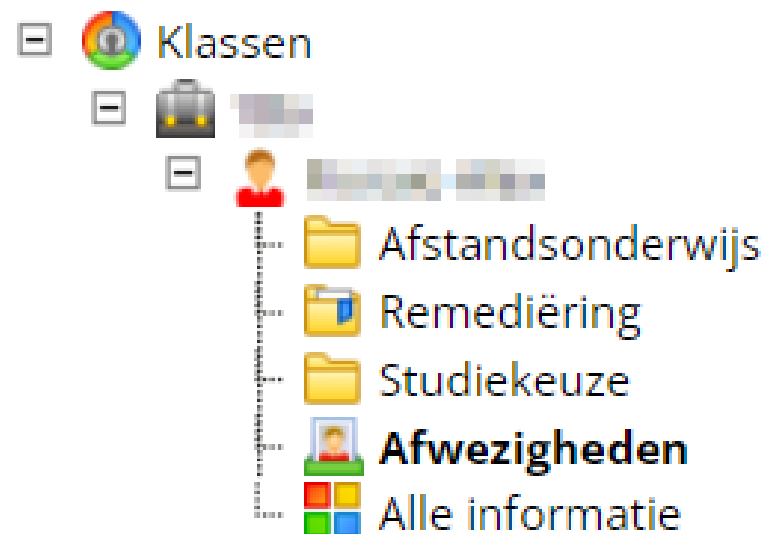 Klassen
Afstandsonderwijs
Remediëring
Studiekeuze
Afwezigheden
Alle informatie